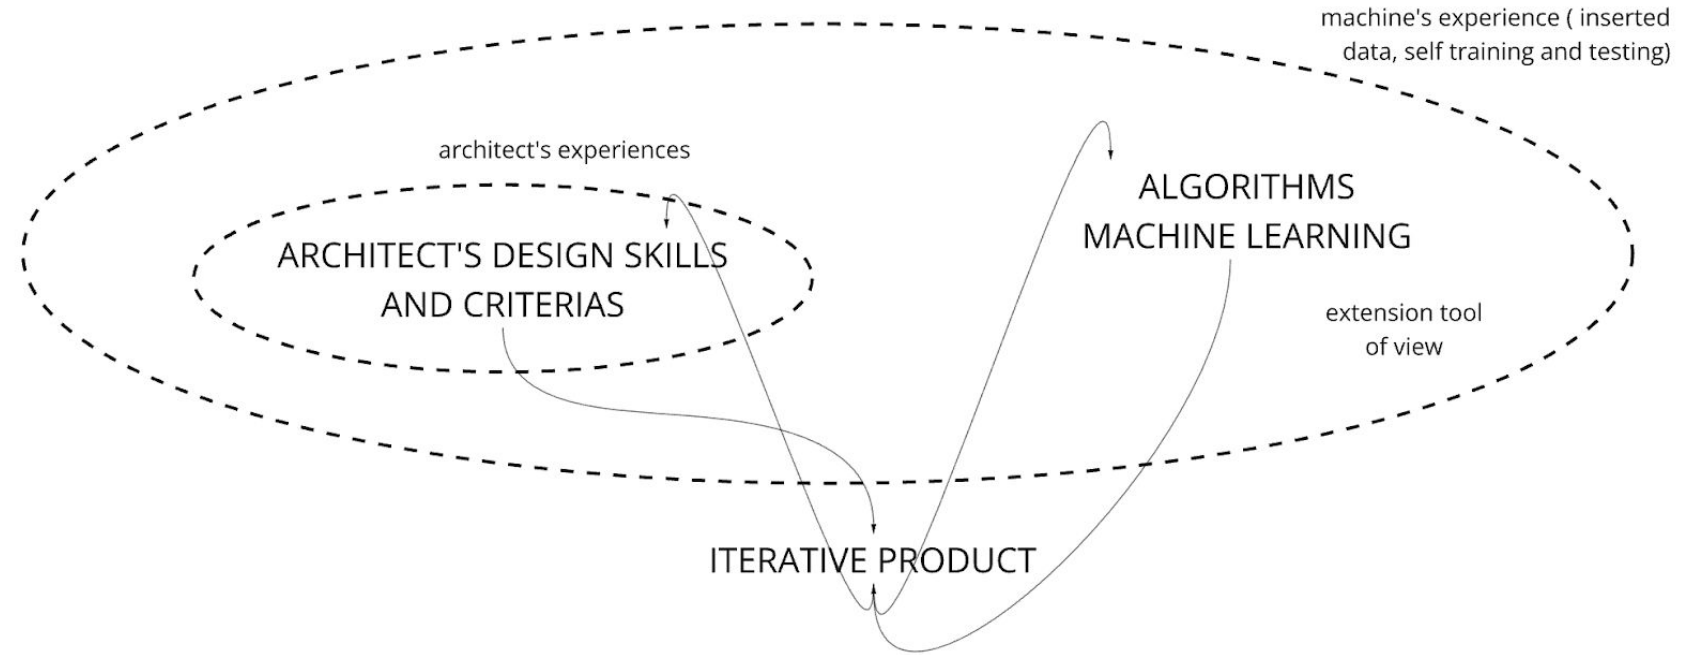 machine's experience ( inserted
data, self training and testing)
architect's experiences
ALGORITHMS
MACHINE LEARNING
ARCHITECT'S DESIGN SKILLS
AND CRITERIAS
extension tool
of view
ITERATIVE PRODUCT